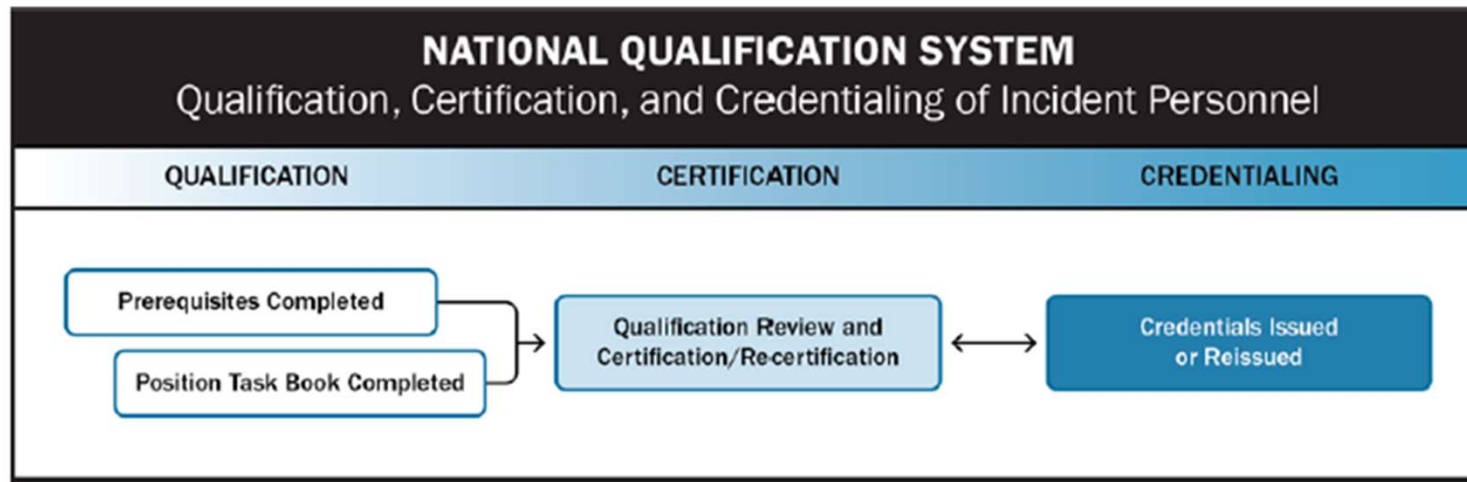 NATIONAL QUALIFICATION SYSTEM
Qualification, Certification, and Credentialing of Incident Personnel
QUALIFICATION
CERTIFICATION
CREDENTIALING
Prerequisites Completed
Position Task Book Completed
Qualification Review and
Certification/Re-certification
Credentials Issued
or Reissued